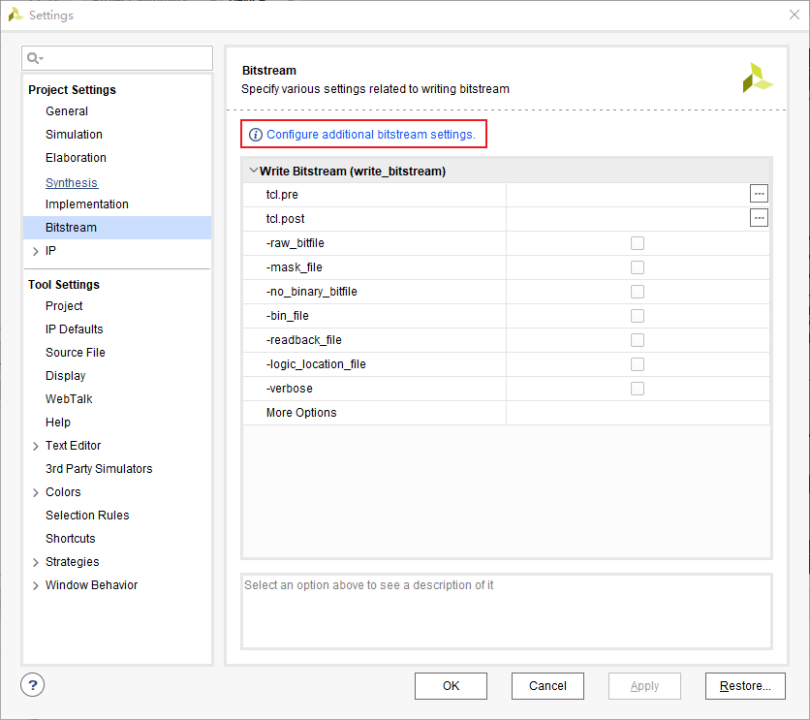 Settings
Project Settings
General
Simulation
Elaboration
Synthesis
Implementation
Bitstream
IP
Tool Settings
Project
IP Defaults
Source File
Display
WebTalk
Help
Text Editor
3rd Party Simulators
Colors
Selection Rules
Shortcuts
Strategies
Window Behavior
Bitstream
Specify various settings related to writing bitstream
Configure additional bitstream settings.
Write Bitstream (write_bitstream)
tcl.pre
tcl.post
-raw_bitfile
-mask_file
-no_binary_bitfile
-bin_file
-readback_file
-logic_location_file
-verbose
More Options
Select an option above to see a description of it
?
OK
Cancel
Apply
Restore...